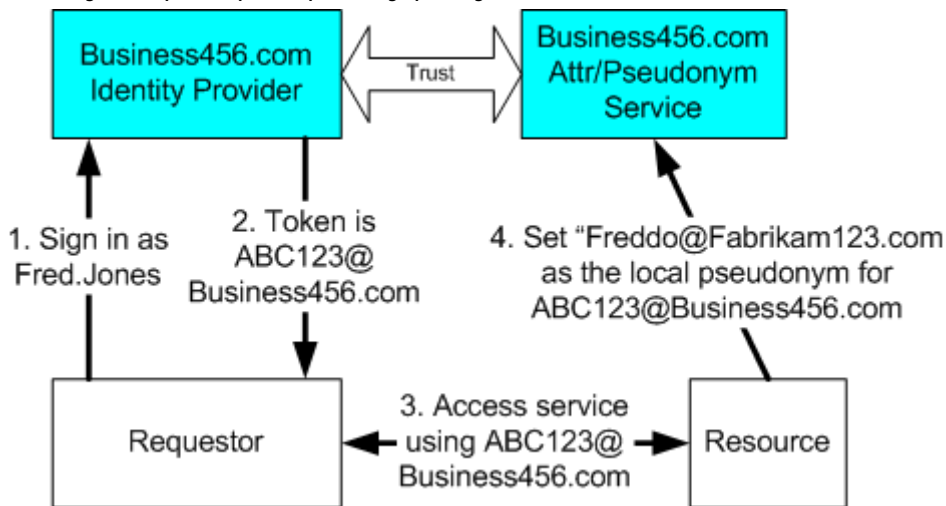 Business456.com
Identity Provider
Trust
Business456.com
Attr/Pseudonym
Service
1. Sign in as
Fred.Jones
2. Token is
ABC123@
Business456.com
4. Set “Freddo@Fabrikam123.com
as the local pseudonym for
ABC123@Business456.com
Requestor
3. Access service
using ABC123@
Business456.com
Resource